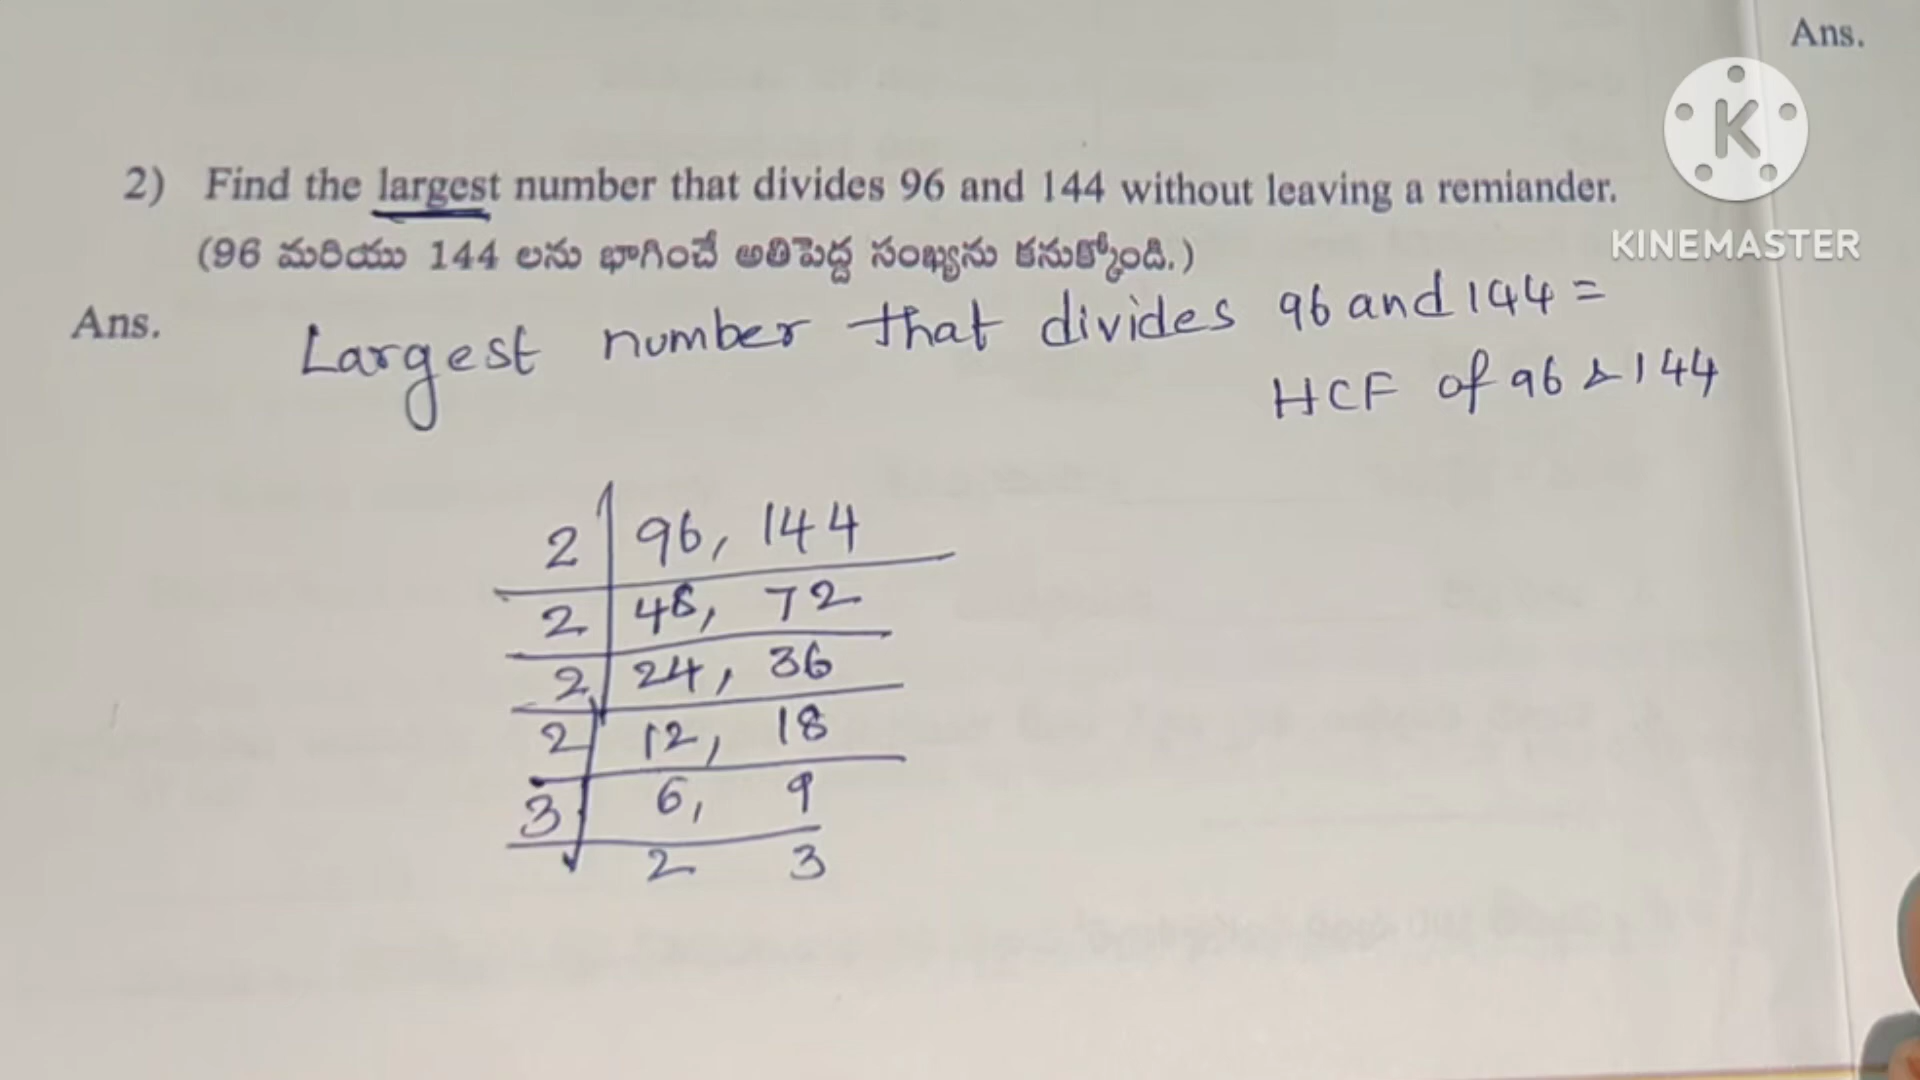 Ans.
K
KINEMASTER
2) Find the largest number that divides 96 and 144 without leaving a remiander.
(96 మరియు 144 లను భాగించే అతిపెద్ద సంఖ్యను కనుక్కోండి.)
Ans. Largest number that divides 96 and 144 =
HCF of 96 & 144
2 96, 144
2 48, 72
2 24, 36
2 12, 18
3 6, 9
2 3